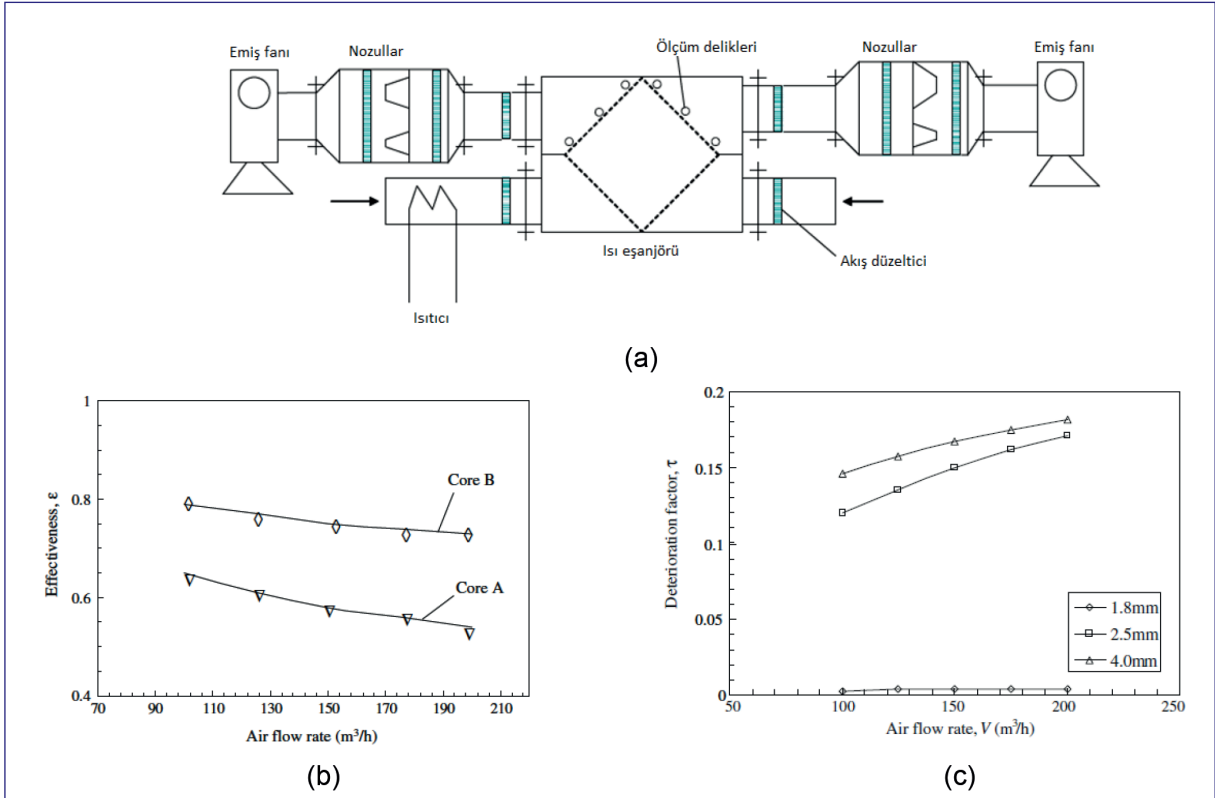 Emiş fanı
Nozullar
Ölçüm delikleri
Nozullar
Emiş fanı
Isı eşanjörü
Akış düzeltici
Isıtıcı
(a)
1
0.8
0.6
0.4
Effectiveness, ε
Core B
Core A
70 90 110 130 150 170 190 210
Air flow rate (m³/h)
(b)
0.2
0.15
0.1
0.05
0
Deterioration factor, τ
1.8mm
2.5mm
4.0mm
50 100 150 200 250
Air flow rate, V (m³/h)
(c)